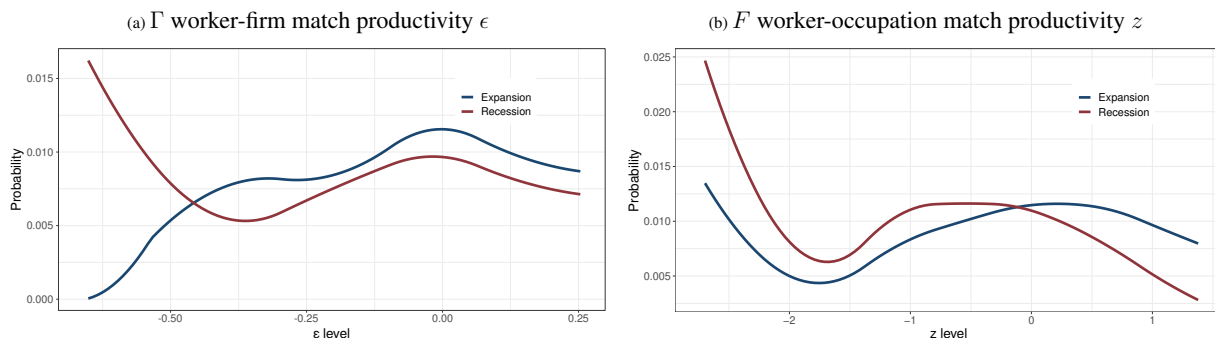 (a) Γ worker-firm match productivity ϵ
0.015
0.010
0.005
0.000
Probability
Expansion
Recession
-0.50
-0.25
0.00
0.25
ε level
(b) F worker-occupation match productivity z
0.025
0.020
0.015
0.010
0.005
Probability
Expansion
Recession
−2
−1
0
1
z level